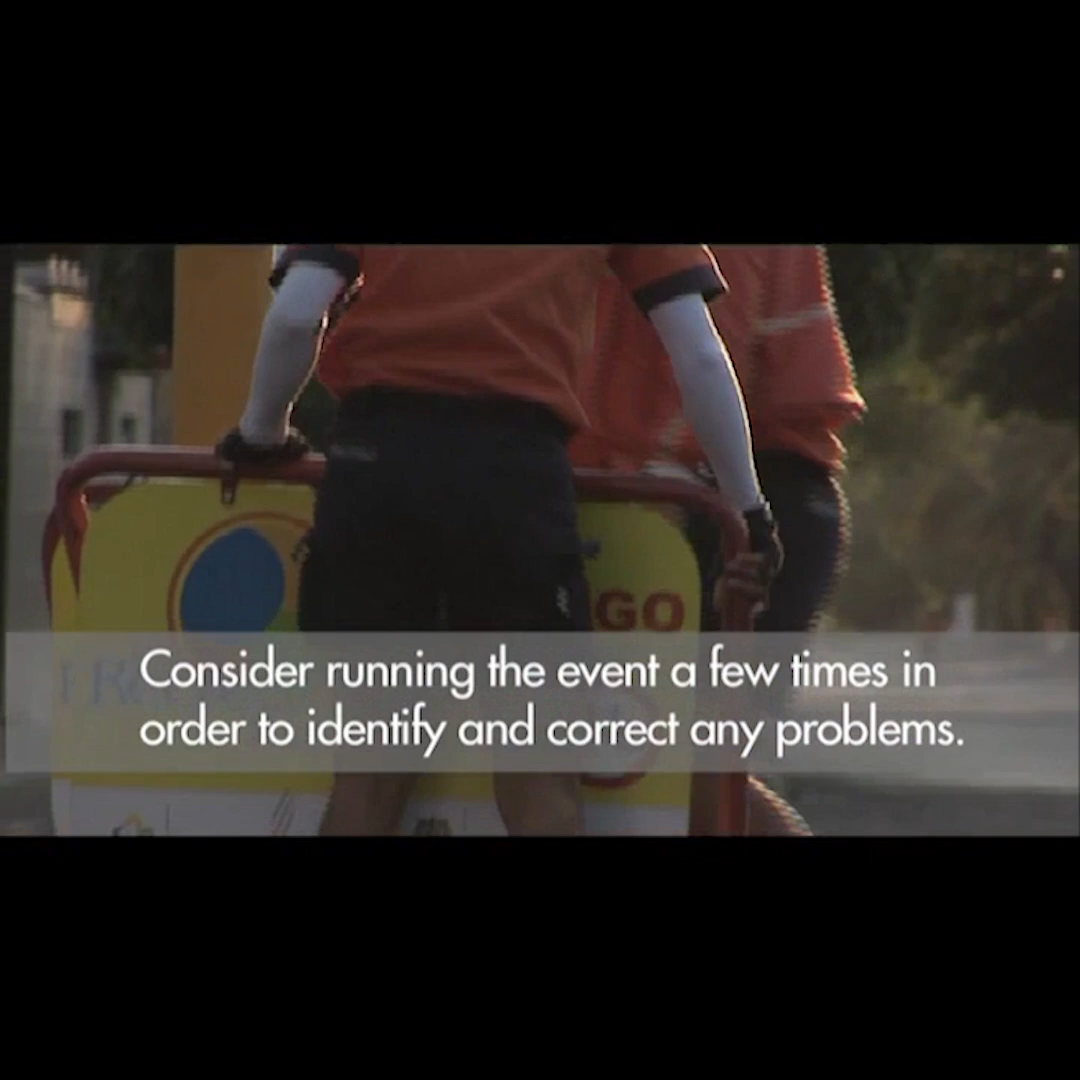 GO
Consider running the event a few times in
order to identify and correct any problems.